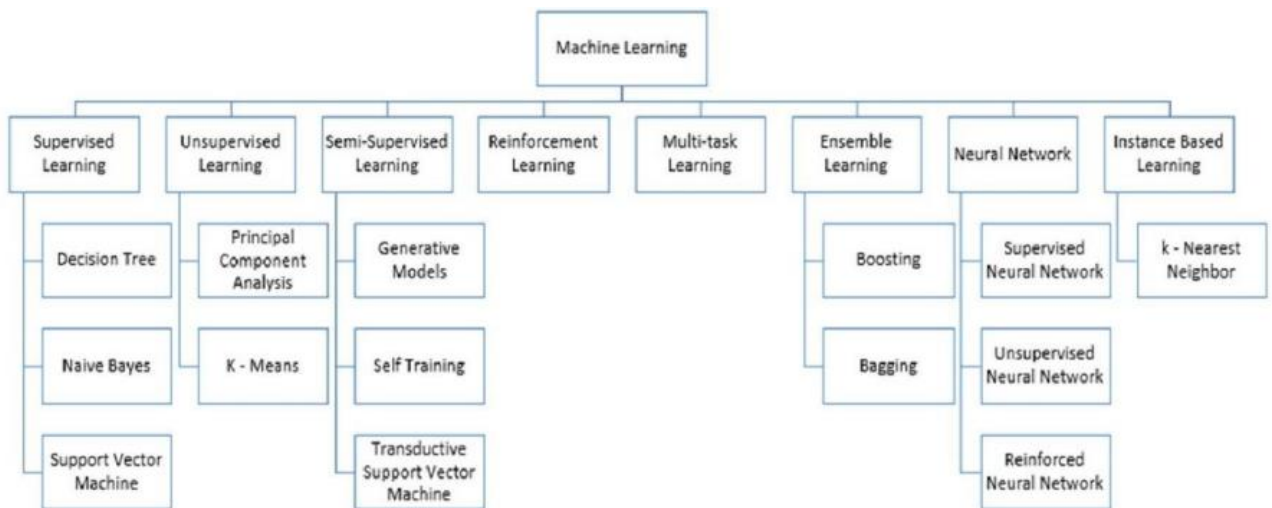 Machine Learning
Supervised
Learning
Unsupervised
Learning
Semi-Supervised
Learning
Reinforcement
Learning
Multi-task
Learning
Ensemble
Learning
Neural Network
Instance Based
Learning
Decision Tree
Principal
Component
Analysis
Generative
Models
Boosting
Supervised
Neural Network
k - Nearest
Neighbor
Naive Bayes
K - Means
Self Training
Bagging
Unsupervised
Neural Network
Support Vector
Machine
Transductive
Support Vector
Machine
Reinforced
Neural Network